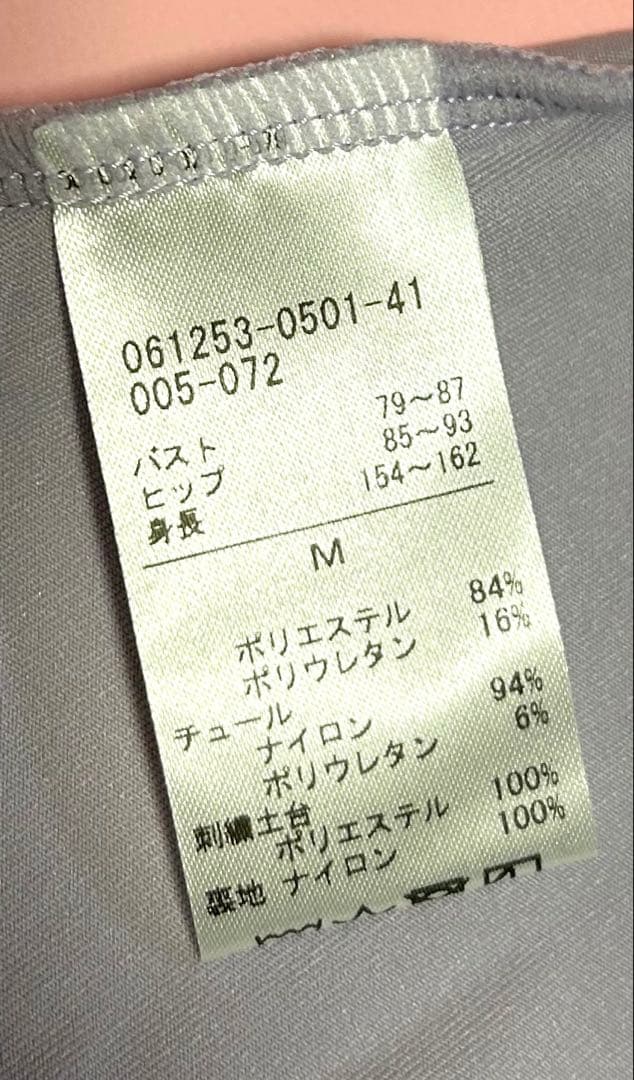 061253-0501-41
005-072
バスト 79～87
ヒップ 85～93
身長 154～162
M
ポリエステル 84%
ポリウレタン 16%
チュール
ナイロン 94%
ポリウレタン 6%
刺繍土台
ポリエステル 100%
裏地 ナイロン 100%